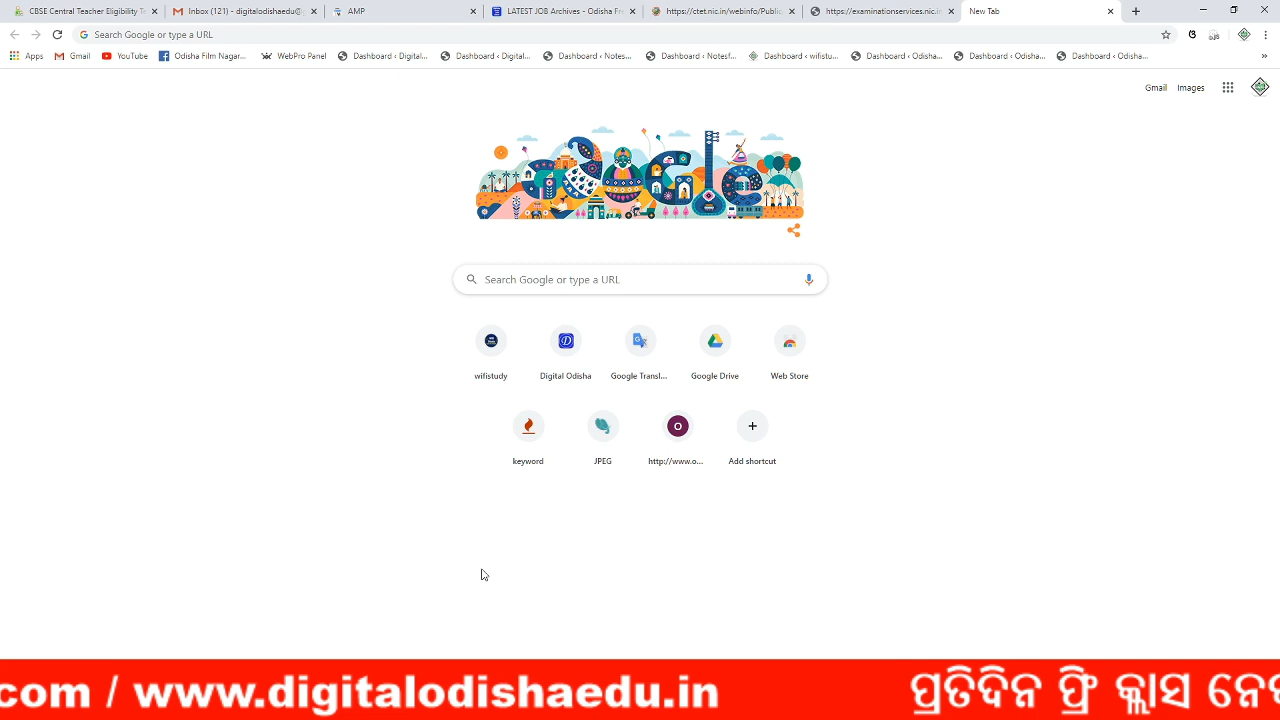 CBSE Central Teacher Eligibility Te
Inbox (121) - digitalodishaedu@g
AMP
LATEST JOB Archives - Odisha Fr
https://ctet.nic.in/webinfo/Public
https://examinationservices.nic.in
New Tab
Search Google or type a URL
Apps
Gmail
YouTube
Odisha Film Nagar...
WebPro Panel
Dashboard ‹ Digital...
Dashboard ‹ Digital...
Dashboard ‹ Notes...
Dashboard ‹ Notesf...
Dashboard ‹ wifistu...
Dashboard ‹ Odisha...
Dashboard ‹ Odisha...
Dashboard ‹ Odisha...
Gmail Images
Search Google or type a URL
wifistudy
Digital Odisha
Google Transl...
Google Drive
Web Store
keyword
JPEG
http://www.o...
Add shortcut
com / www.digitalodishaedu.in ପ୍ରତିଦିନ ଫ୍ରି କ୍ଲାସ ନେ